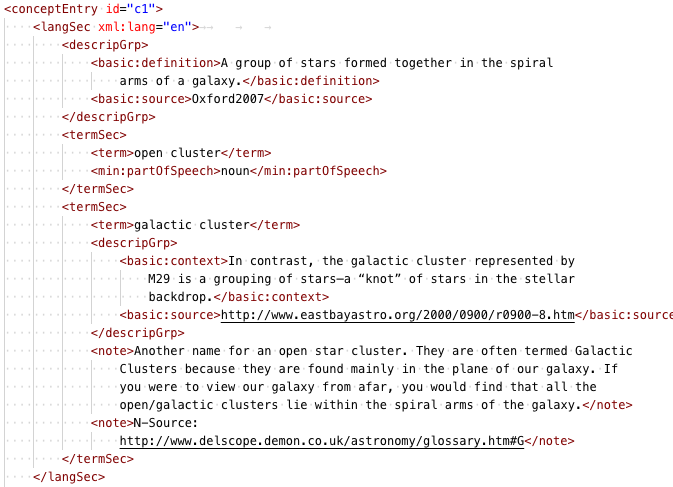 <conceptEntry id="c1">
<langSec xml:lang="en">
<descripGrp>
<basic:definition>A group of stars formed together in the spiral
arms of a galaxy.</basic:definition>
<basic:source>Oxford2007</basic:source>
</descripGrp>
<termSec>
<term>open cluster</term>
<min:partOfSpeech>noun</min:partOfSpeech>
</termSec>
<termSec>
<term>galactic cluster</term>
<descripGrp>
<basic:context>In contrast, the galactic cluster represented by
M29 is a grouping of stars—a “knot” of stars in the stellar
backdrop.</basic:context>
<basic:source>http://www.eastbayastro.org/2000/0900/r0900-8.htm</basic:source
</descripGrp>
<note>Another name for an open star cluster. They are often termed Galactic
Clusters because they are found mainly in the plane of our galaxy. If
you were to view our galaxy from afar, you would find that all the
open/galactic clusters lie within the spiral arms of the galaxy.</note>
<note>N-Source:
http://www.delscope.demon.co.uk/astronomy/glossary.htm#G</note>
</termSec>
</langSec>